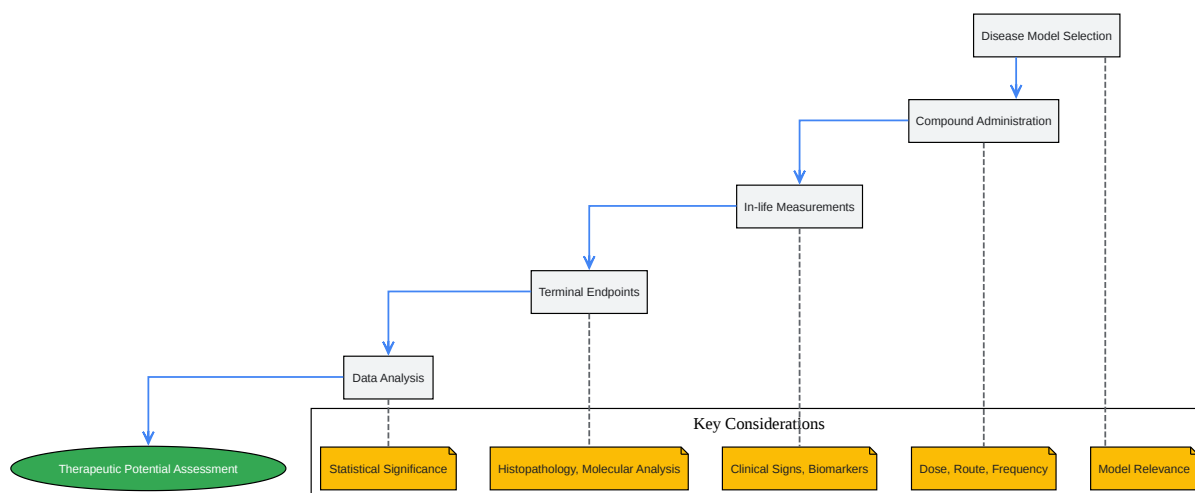 Disease Model Selection
Compound Administration
In-life Measurements
Terminal Endpoints
Data Analysis
Key Considerations
Therapeutic Potential Assessment
Statistical Significance
Histopathology, Molecular Analysis
Clinical Signs, Biomarkers
Dose, Route, Frequency
Model Relevance